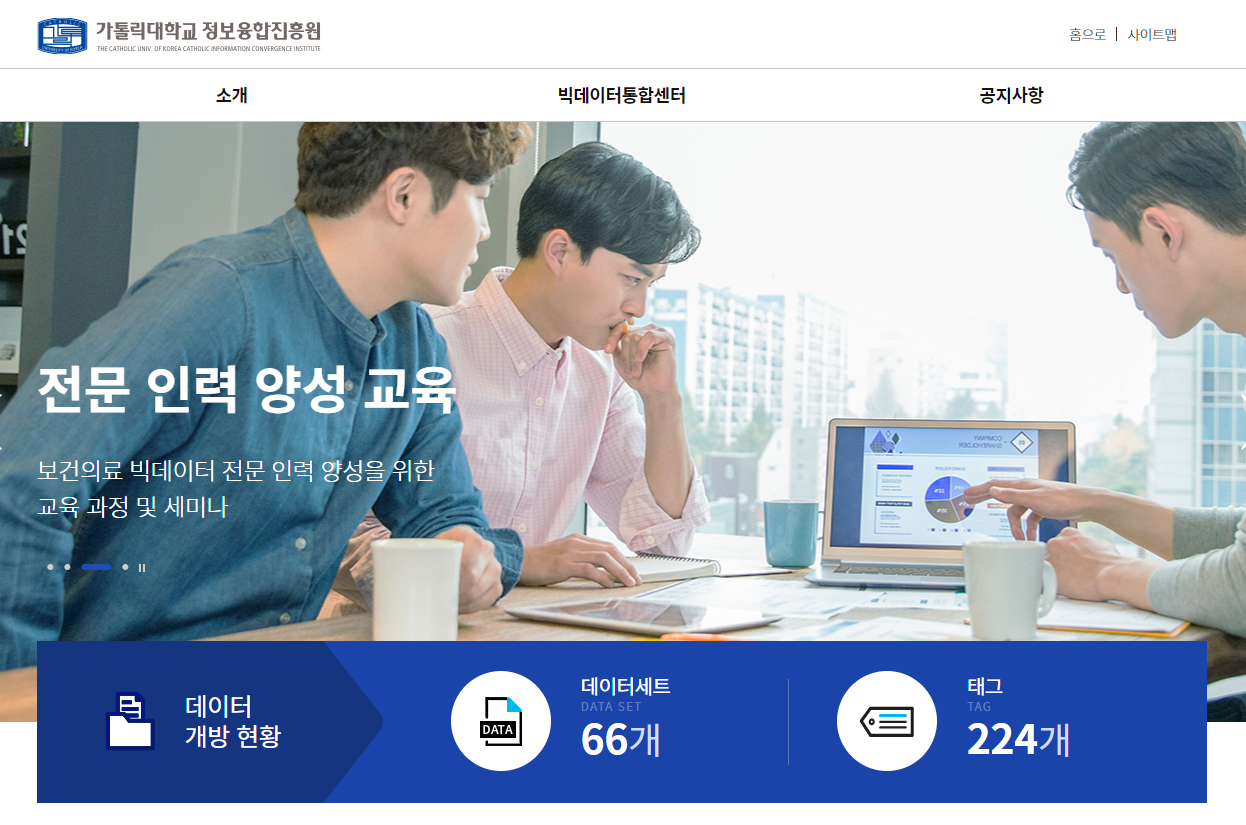 가톨릭대학교 정보융합진흥원
THE CATHOLIC UNIV. OF KOREA CATHOLIC INFORMATION CONVERGENCE INSTITUTE
홈으로 | 사이트맵
소개 빅데이터통합센터 공지사항
COMPANY
SHAREHOLDER
전문 인력 양성 교육
보건의료 빅데이터 전문 인력 양성을 위한
교육 과정 및 세미나
데이터
개방 현황
DATA
데이터세트
DATA SET
66개
태그
TAG
224개